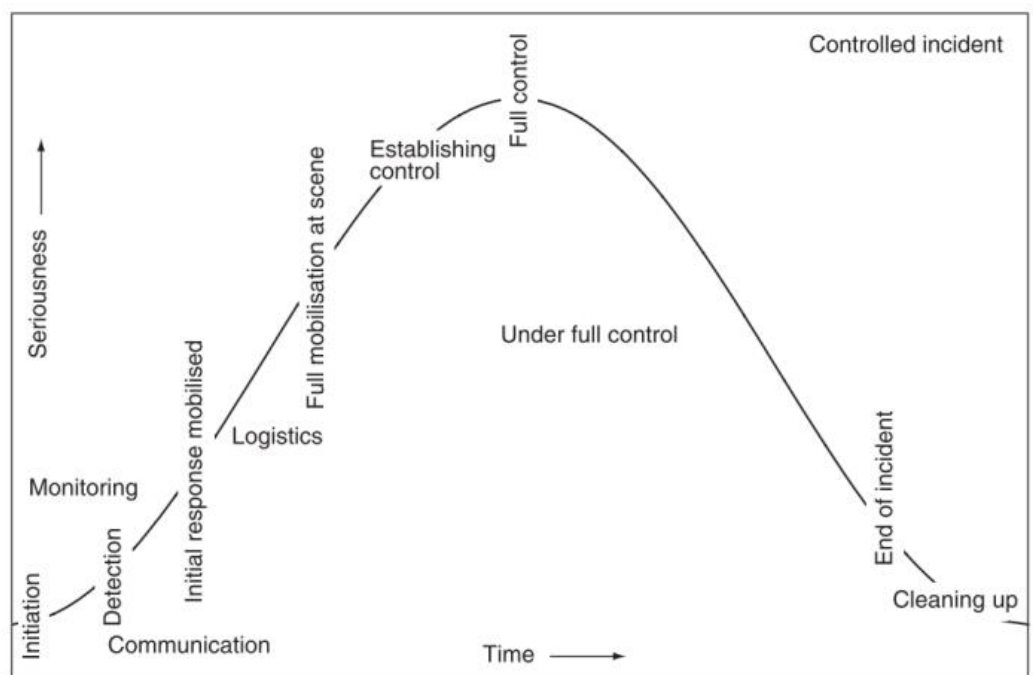 Controlled incident
Seriousness
Initiation
Monitoring
Detection
Communication
Initial response mobilised
Logistics
Full mobilisation at scene
Establishing
control
Full control
Under full control
End of incident
Cleaning up
Time